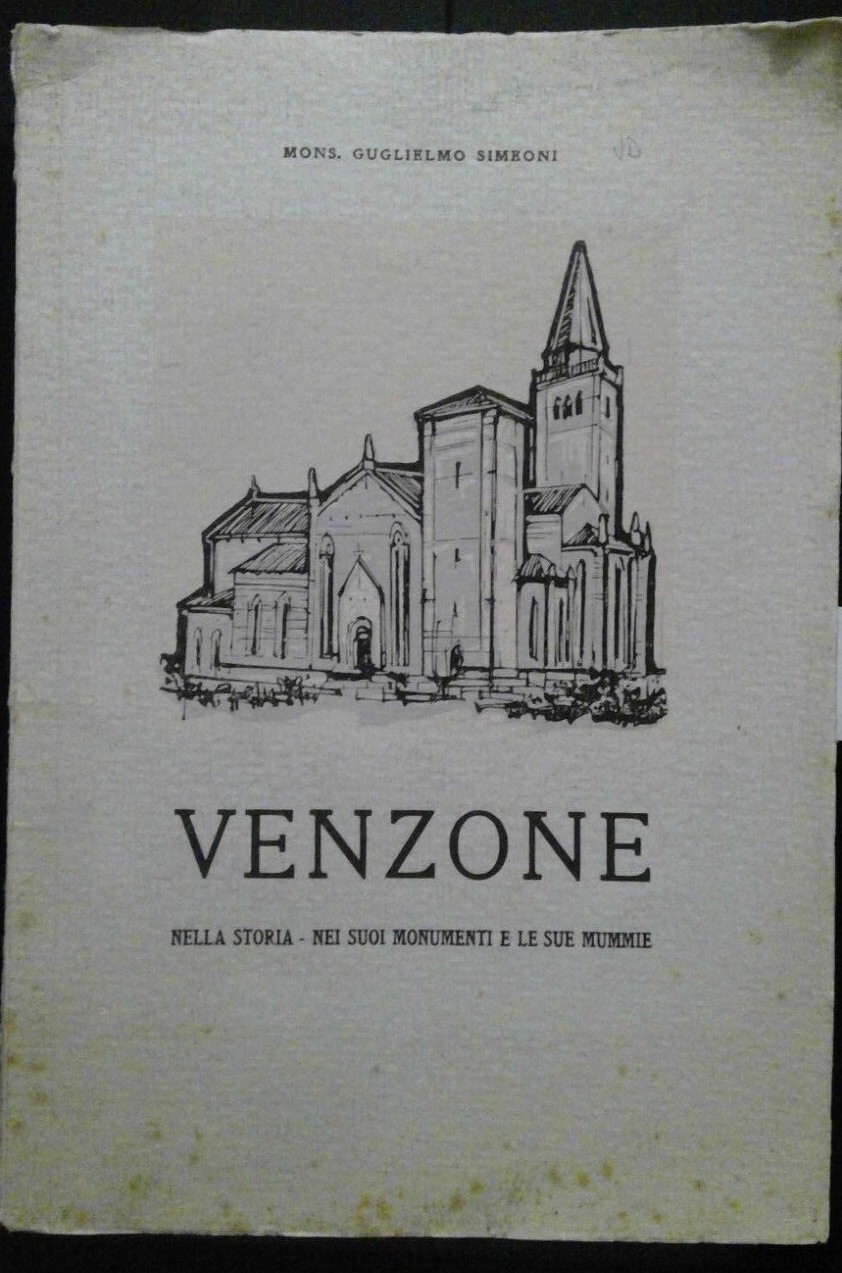 MONS. GUGLIELMO SIMEONI
VENZONE
NELLA STORIA - NEI SUOI MONUMENTI E LE SUE MUMMIE